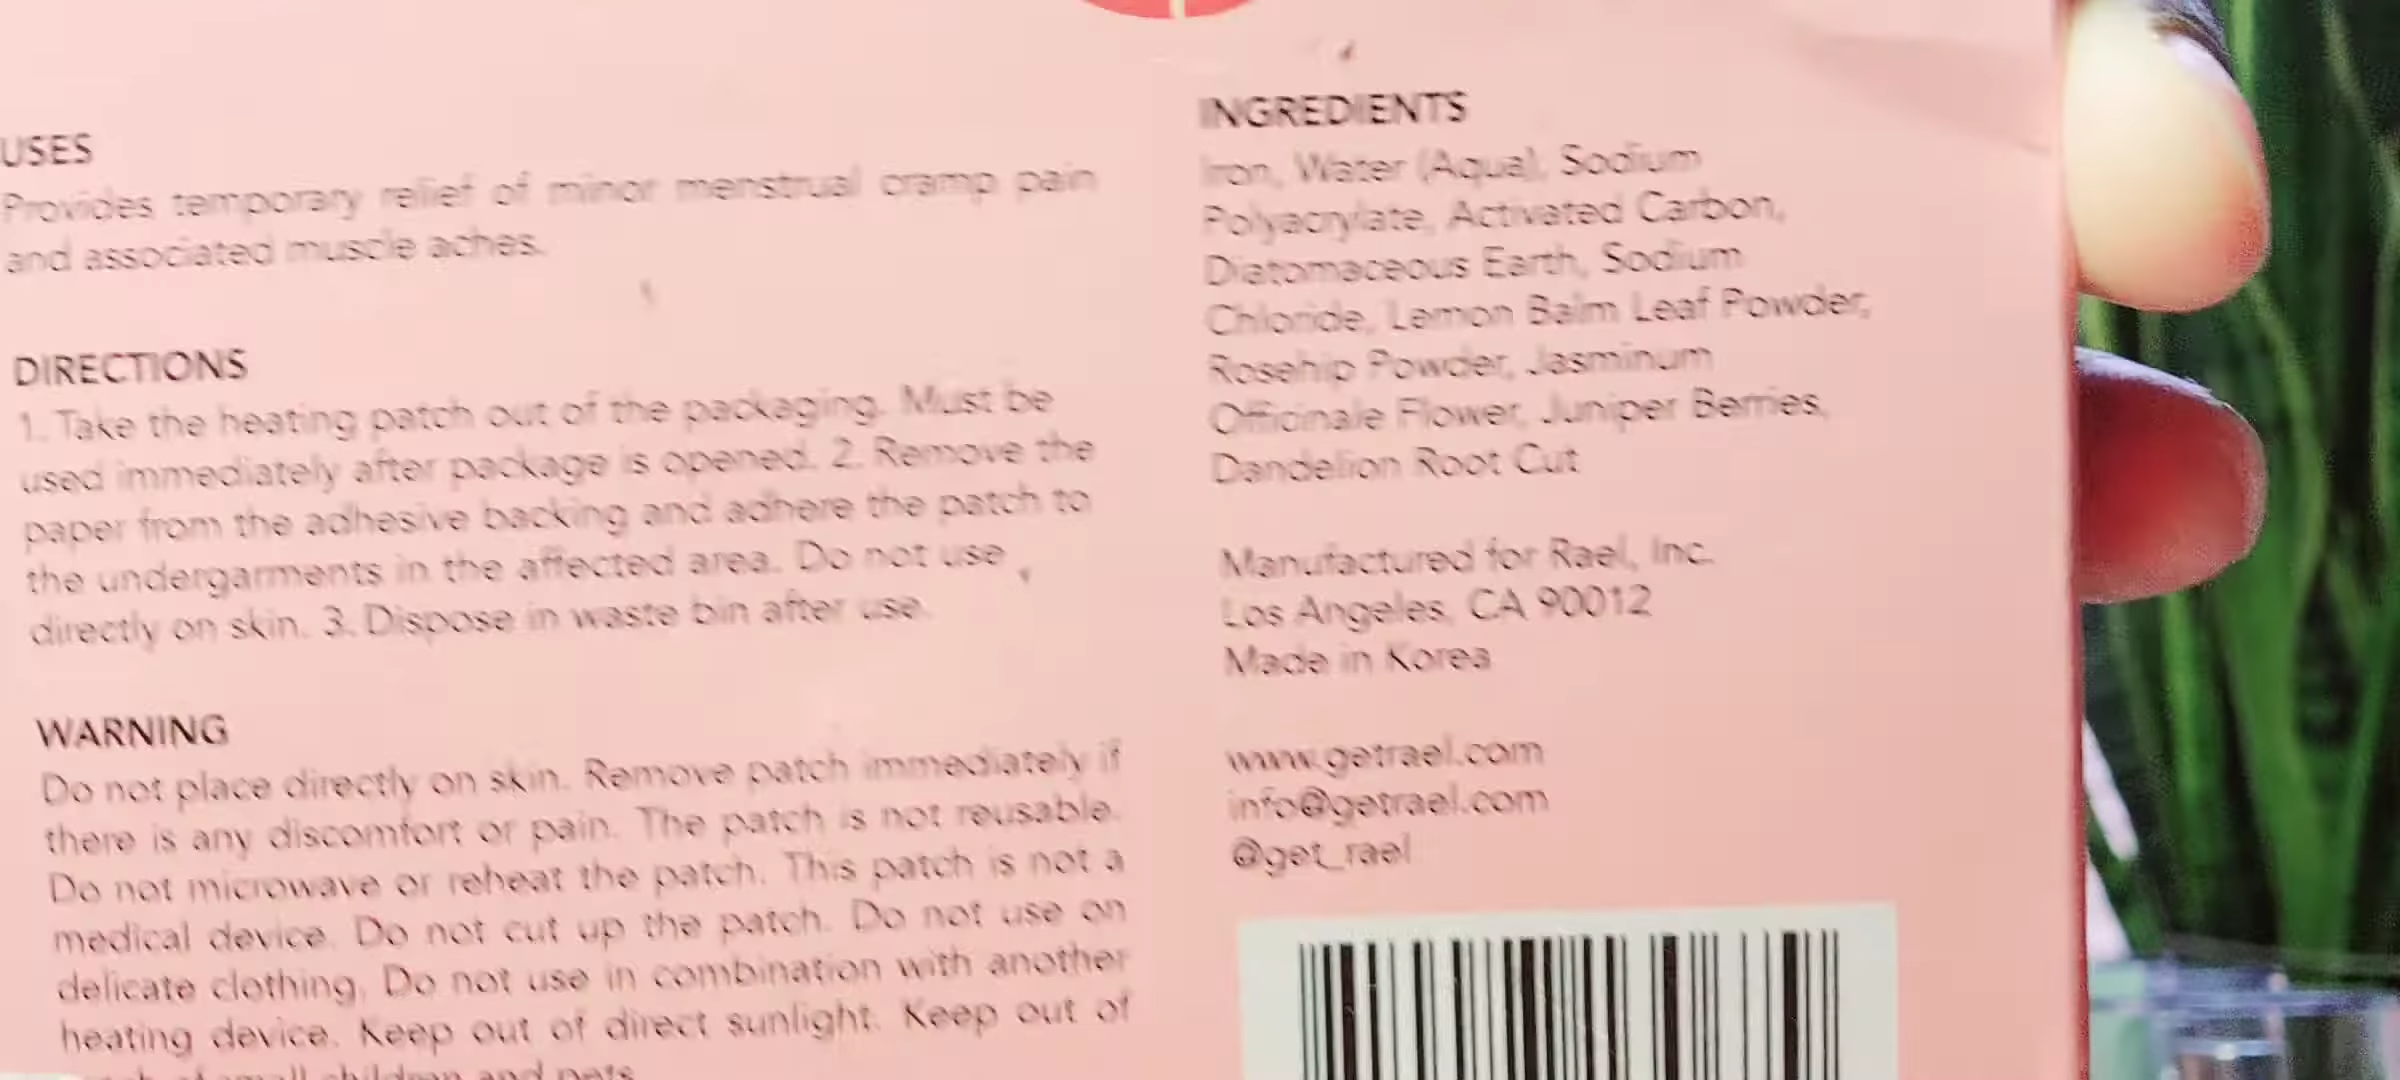 USES
Provides temporary relief of minor menstrual cramp pain
and associated muscle aches.
DIRECTIONS
1. Take the heating patch out of the packaging. Must be
used immediately after package is opened. 2. Remove the
paper from the adhesive backing and adhere the patch to
the undergarments in the affected area. Do not use
directly on skin. 3. Dispose in waste bin after use.
WARNING
Do not place directly on skin. Remove patch immediately if
there is any discomfort or pain. The patch is not reusable.
Do not microwave or reheat the patch. This patch is not a
medical device. Do not cut up the patch. Do not use on
delicate clothing. Do not use in combination with another
heating device. Keep out of direct sunlight. Keep out of
of small children and pets.
INGREDIENTS
Iron, Water (Aqua), Sodium
Polyacrylate, Activated Carbon,
Diatomaceous Earth, Sodium
Chloride, Lemon Balm Leaf Powder,
Rosehip Powder, Jasminum
Officinale Flower, Juniper Berries,
Dandelion Root Cut
Manufactured for Rael, Inc.
Los Angeles, CA 90012
Made in Korea
www.getrael.com
info@getrael.com
@get_rael